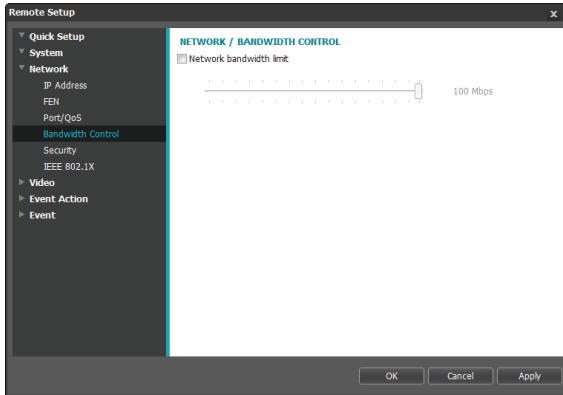 Remote Setup
x
Quick Setup
System
Network
IP Address
FEN
Port/QoS
Bandwidth Control
Security
IEEE 802.1X
Video
Event Action
Event
NETWORK / BANDWIDTH CONTROL
Network bandwidth limit
100 Mbps
OK
Cancel
Apply